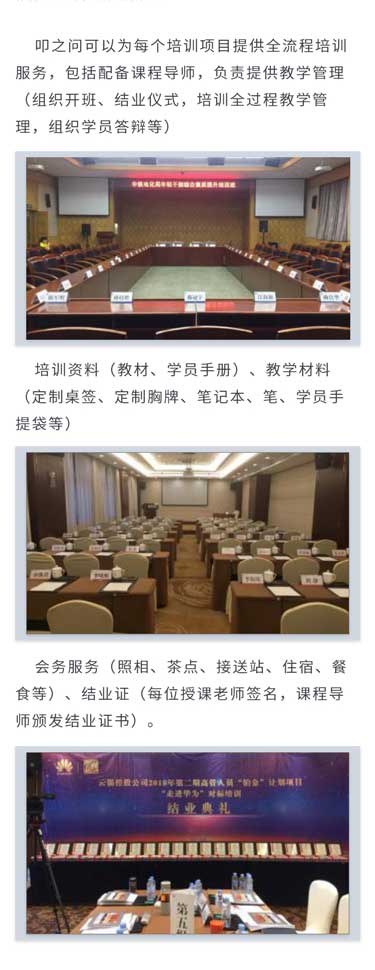 叩之问可以为每个培训项目提供全流程培训
服务，包括配备课程导师，负责提供教学管理
（组织开班、结业仪式，培训全过程教学管
理，组织学员答辩等）
培训资料（教材、学员手册）、教学材料
（定制桌签、定制胸牌、笔记本、笔、学员手
提袋等）
会务服务（照相、茶点、接送站、住宿、餐
食等）、结业证（每位授课老师签名，课程导
师颁发结业证书）。
云锡控股公司2018年第二期高管人员“铂金”计划项目
“走进华为”对标培训
结业典礼
第五组